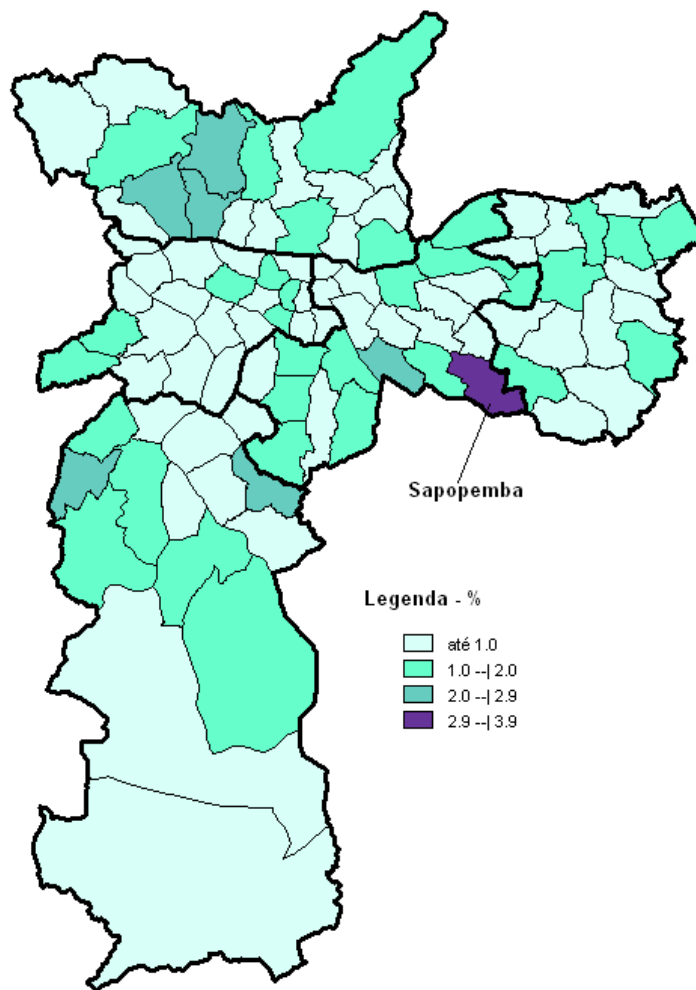 Sapopemba
Legenda - %
até 1.0
1.0 --| 2.0
2.0 --| 2.9
2.9 --| 3.9